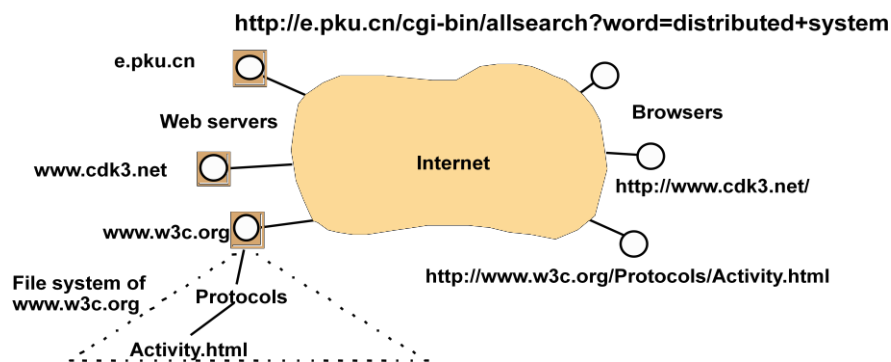 http://e.pku.cn/cgi-bin/allsearch?word=distributed+system
e.pku.cn
Web servers
Browsers
www.cdk3.net
Internet
http://www.cdk3.net/
www.w3c.org
http://www.w3c.org/Protocols/Activity.html
File system of
www.w3c.org
Protocols
Activity.html